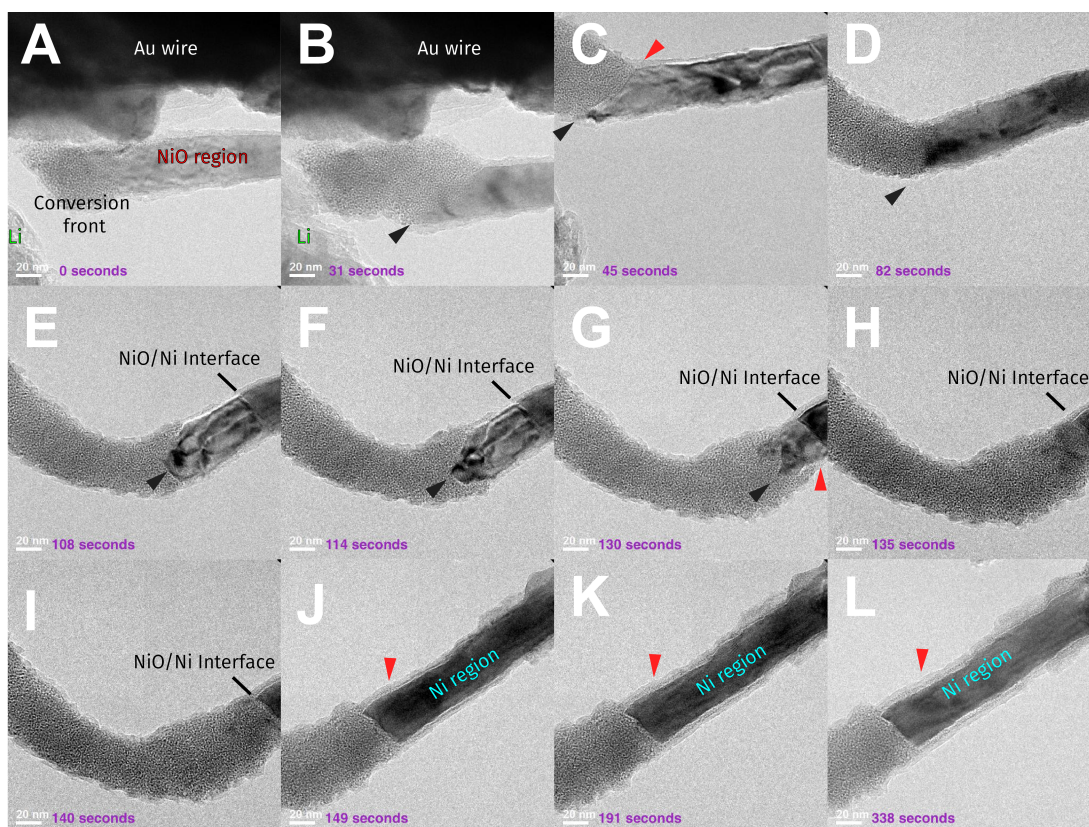 A
Au wire
NiO region
Conversion
front
Li
20 nm
0 seconds
B
Au wire
Li
20 nm
31 seconds
C
20 nm
45 seconds
D
20 nm
82 seconds
E
NiO/Ni Interface
20 nm
108 seconds
F
NiO/Ni Interface
20 nm
114 seconds
G
NiO/Ni Interface
20 nm
130 seconds
H
NiO/Ni Interface
20 nm
135 seconds
I
NiO/Ni Interface
20 nm
140 seconds
J
Ni region
20 nm
149 seconds
K
Ni region
20 nm
191 seconds
L
Ni region
20 nm
338 seconds